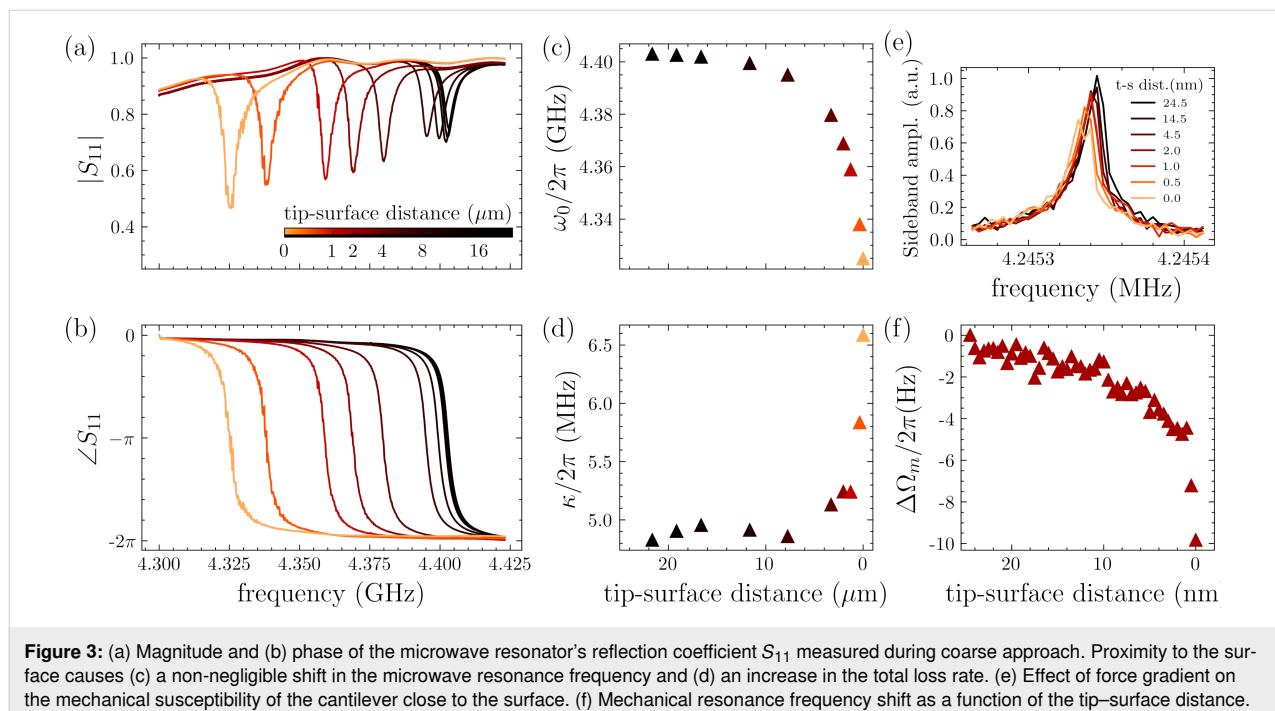 (a)
1.0
0.8
0.6
0.4
|S₁₁|
tip-surface distance (μm)
0 1 2 4 8 16
(b)
0
-π
-2π
∠S₁₁
4.300 4.325 4.350 4.375 4.400 4.425
frequency (GHz)
(c)
4.40
4.38
4.36
4.34
ω₀/2π (GHz)
(d)
6.5
6.0
5.5
5.0
κ/2π (MHz)
20 10 0
tip-surface distance (μm)
(e)
1.0
0.8
0.6
0.4
0.2
0.0
Sideband ampl. (a.u.)
t-s dist.(nm)
24.5
14.5
4.5
2.0
1.0
0.5
0.0
4.2453 4.2454
frequency (MHz)
(f)
0
-2
-4
-6
-8
-10
ΔΩₘ/2π(Hz)
20 10 0
tip-surface distance (nm
Figure 3: (a) Magnitude and (b) phase of the microwave resonator’s reflection coefficient S₁₁ measured during coarse approach. Proximity to the sur-
face causes (c) a non-negligible shift in the microwave resonance frequency and (d) an increase in the total loss rate. (e) Effect of force gradient on
the mechanical susceptibility of the cantilever close to the surface. (f) Mechanical resonance frequency shift as a function of the tip–surface distance.